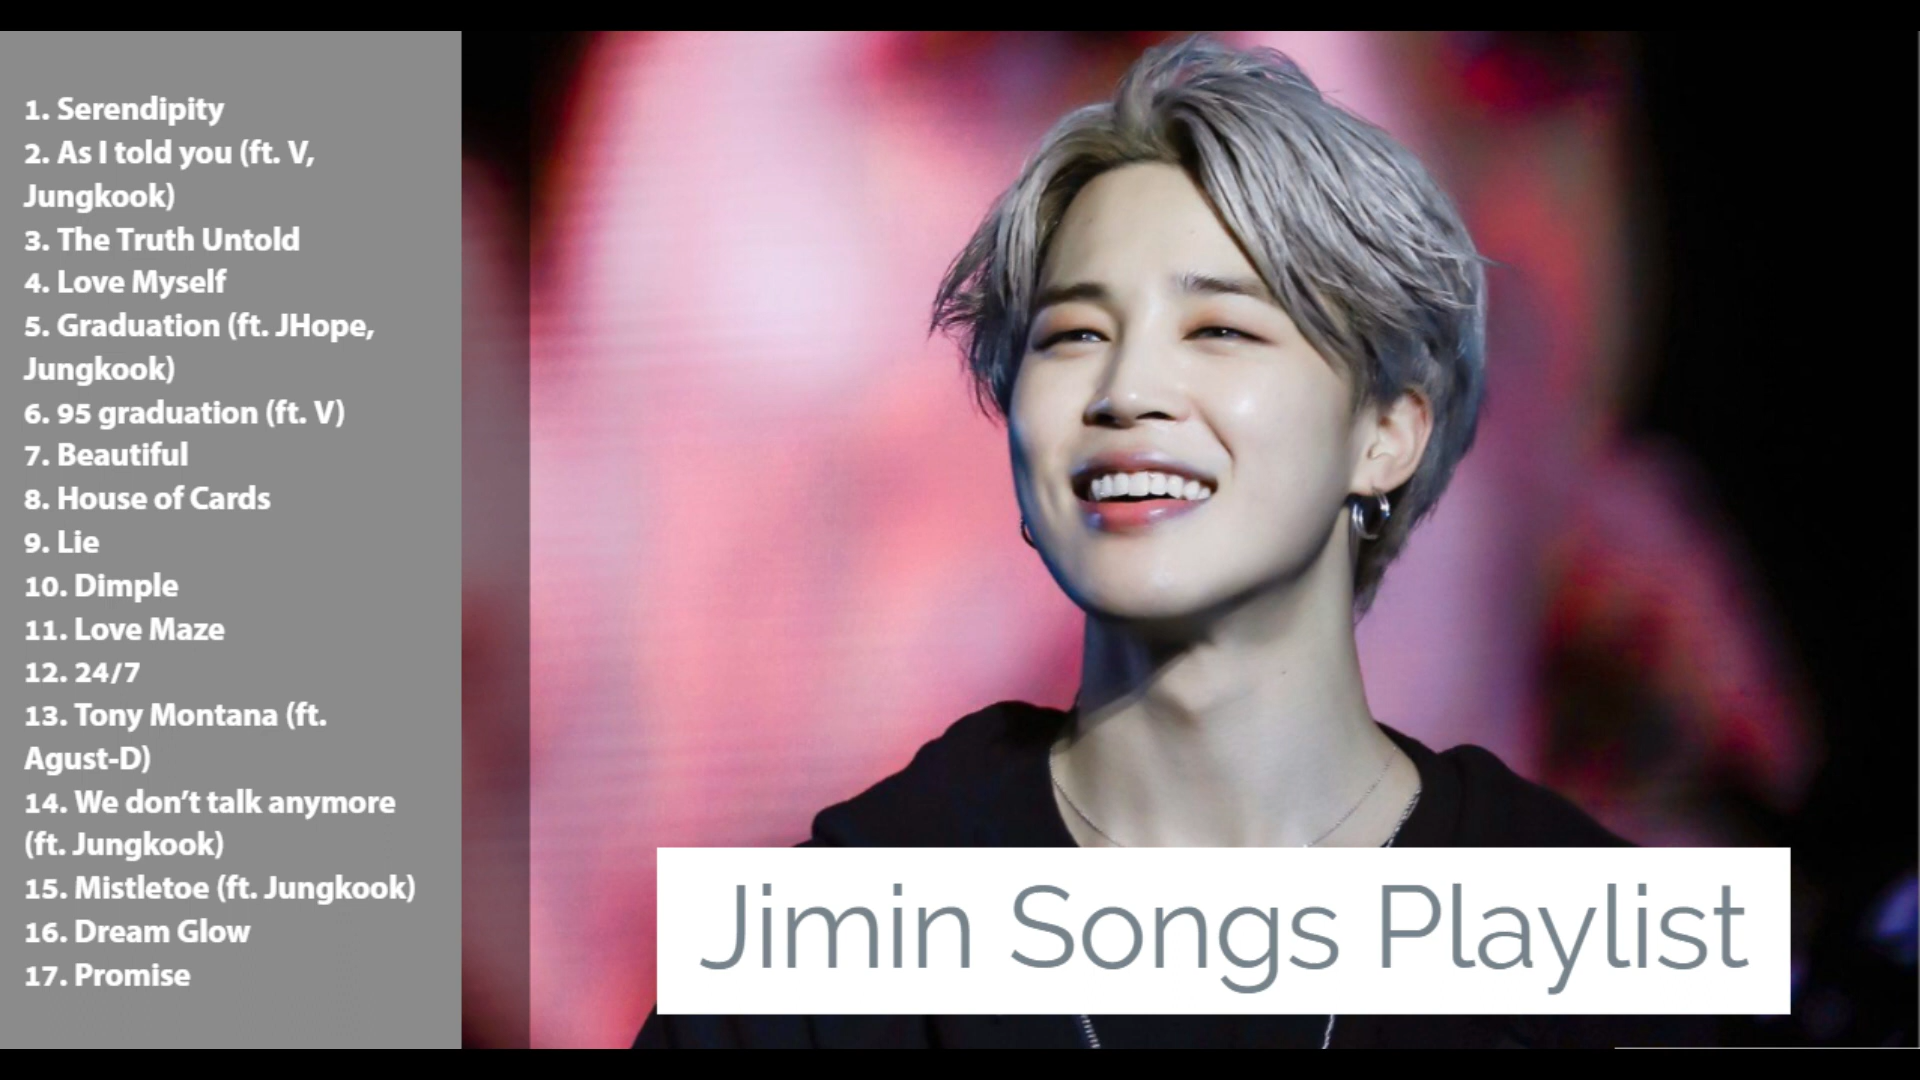 1. Serendipity
2. As I told you (ft. V,
Jungkook)
3. The Truth Untold
4. Love Myself
5. Graduation (ft. JHope,
Jungkook)
6. 95 graduation (ft. V)
7. Beautiful
8. House of Cards
9. Lie
10. Dimple
11. Love Maze
12. 24/7
13. Tony Montana (ft.
Agust-D)
14. We don’t talk anymore
(ft. Jungkook)
15. Mistletoe (ft. Jungkook)
16. Dream Glow
17. Promise
Jimin Songs Playlist